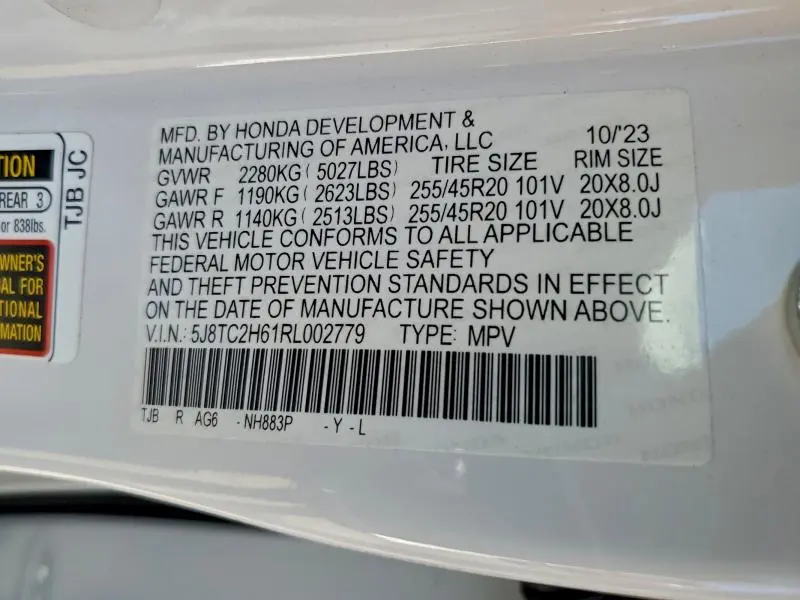 MFD. BY HONDA DEVELOPMENT &
MANUFACTURING OF AMERICA, LLC 10/'23
GVWR 2280KG ( 5027LBS) TIRE SIZE RIM SIZE
GAWR F 1190KG ( 2623LBS) 255/45R20 101V 20X8.0J
GAWR R 1140KG ( 2513LBS) 255/45R20 101V 20X8.0J
THIS VEHICLE CONFORMS TO ALL APPLICABLE
FEDERAL MOTOR VEHICLE SAFETY
AND THEFT PREVENTION STANDARDS IN EFFECT
ON THE DATE OF MANUFACTURE SHOWN ABOVE.
V.I.N.: 5J8TC2H61RL002779 TYPE: MPV
TJB R AG6 -NH883P -Y-L
TION
REAR 3
or 838lbs.
WNER'S
AL FOR
TIONAL
RMATION
TJB JC